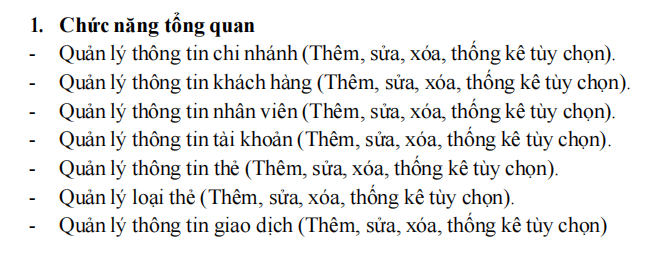 1. Chức năng tổng quan
- Quản lý thông tin chi nhánh (Thêm, sửa, xóa, thống kê tùy chọn).
- Quản lý thông tin khách hàng (Thêm, sửa, xóa, thống kê tùy chọn).
- Quản lý thông tin nhân viên (Thêm, sửa, xóa, thống kê tùy chọn).
- Quản lý thông tin tài khoản (Thêm, sửa, xóa, thống kê tùy chọn).
- Quản lý thông tin thẻ (Thêm, sửa, xóa, thống kê tùy chọn).
- Quản lý loại thẻ (Thêm, sửa, xóa, thống kê tùy chọn).
- Quản lý thông tin giao dịch (Thêm, sửa, xóa, thống kê tùy chọn)